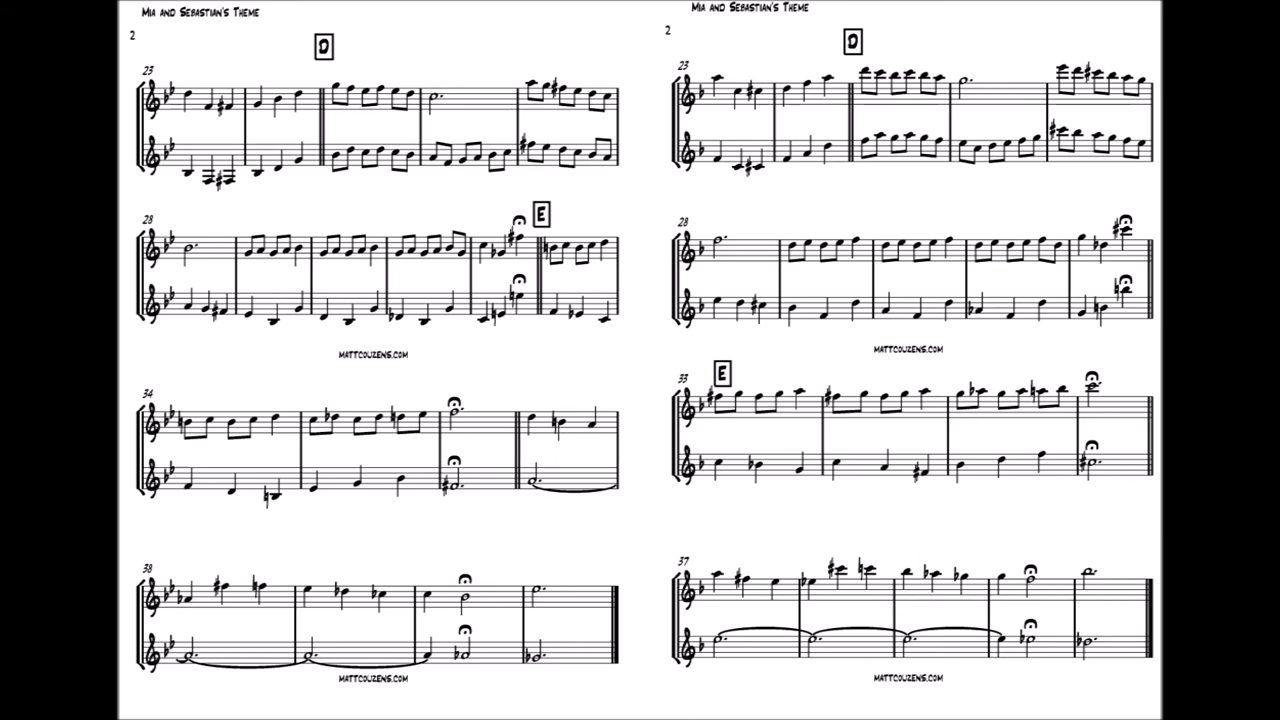 Mia and Sebastian's Theme
2
D
23
28
E
mattcouzens.com
34
38
mattcouzens.com
Mia and Sebastian's Theme
2
D
23
28
mattcouzens.com
E
33
37
mattcouzens.com